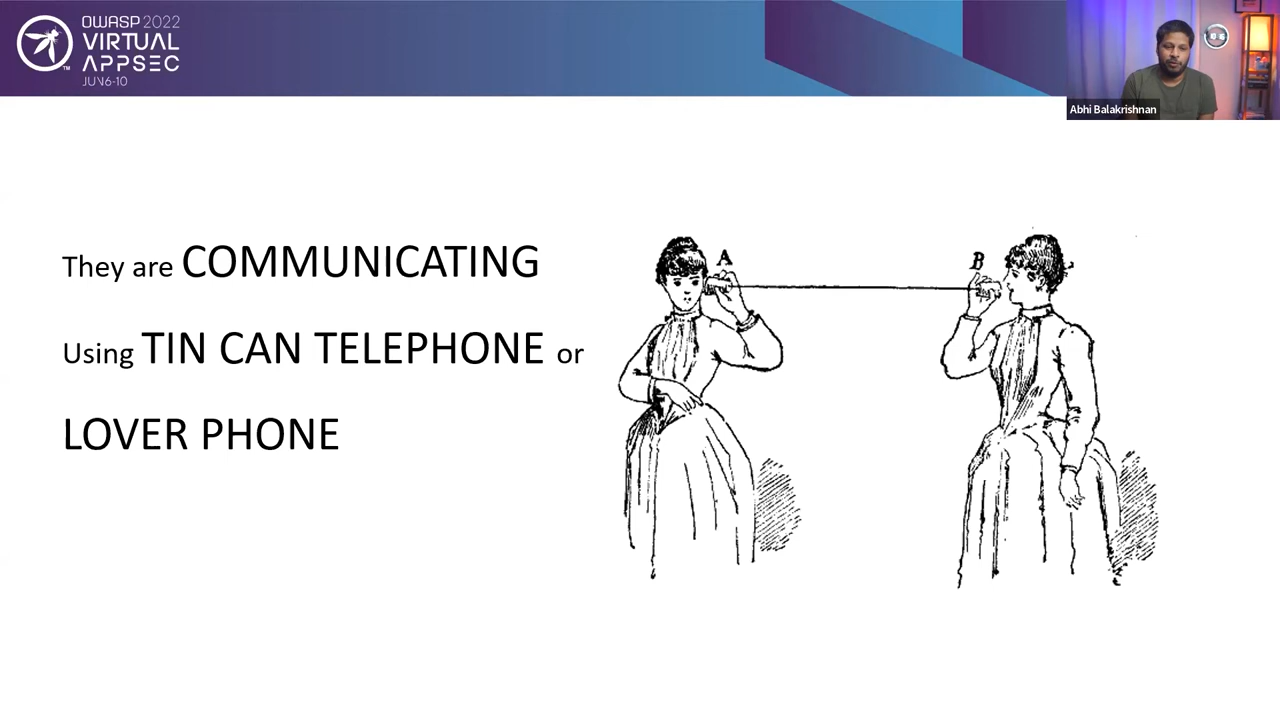 OWASP 2022
VIRTUAL
APPSEC
JUN 6-10
TM
Abhi Balakrishnan
They are COMMUNICATING
Using TIN CAN TELEPHONE or
LOVER PHONE
A
B